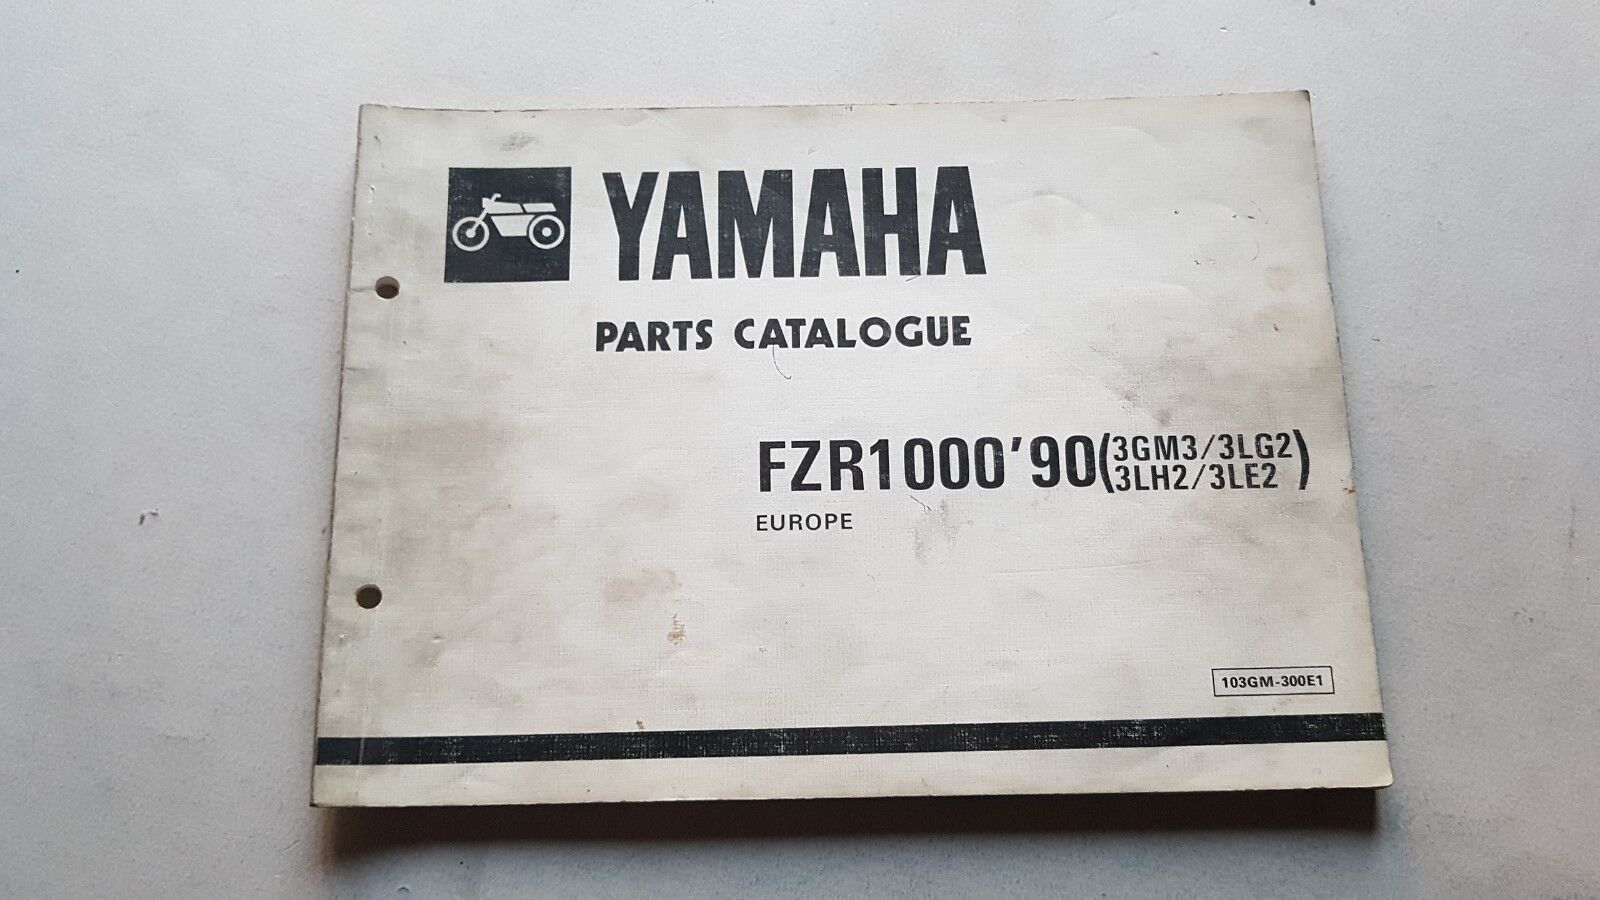 YAMAHA
PARTS CATALOGUE
FZR1000'90(3GM3/3LG2
3LH2/3LE2)
EUROPE
103GM-300E1